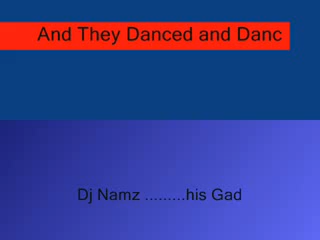 And They Danced and Danc
Dj Namz .........his Gad